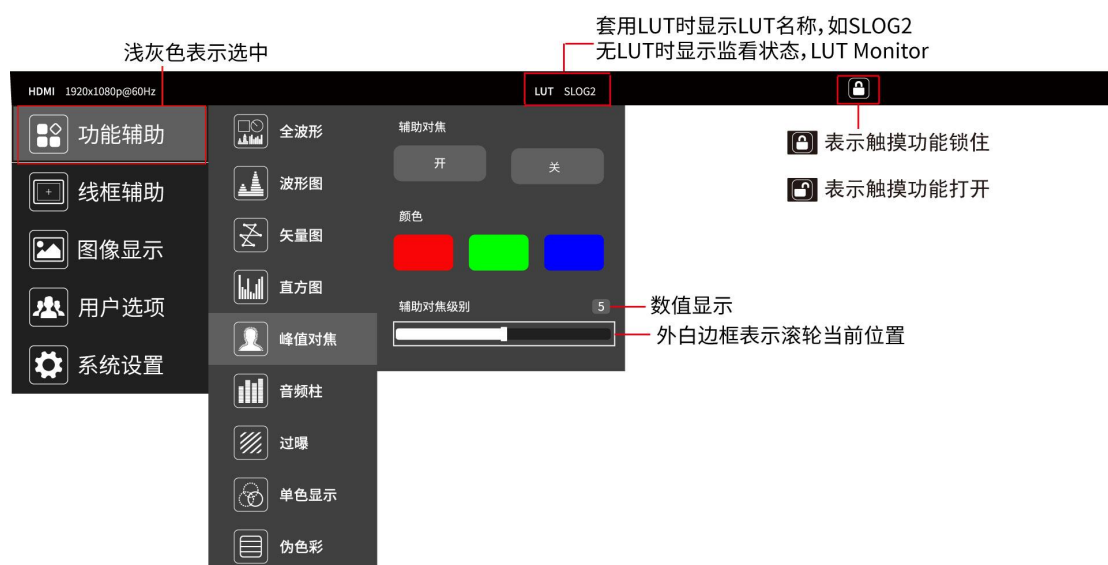 套用LUT时显示LUT名称，如SLOG2
浅灰色表示选中
无LUT时显示监看状态，LUT Monitor
HDMI 1920x1080p@60Hz
LUT SLOG2
功能辅助
线框辅助
图像显示
用户选项
系统设置
全波形
波形图
矢量图
直方图
峰值对焦
音频柱
过曝
单色显示
伪色彩
辅助对焦
开
关
颜色
辅助对焦级别
5
数值显示
外白边框表示滚轮当前位置
表示触摸功能锁住
表示触摸功能打开